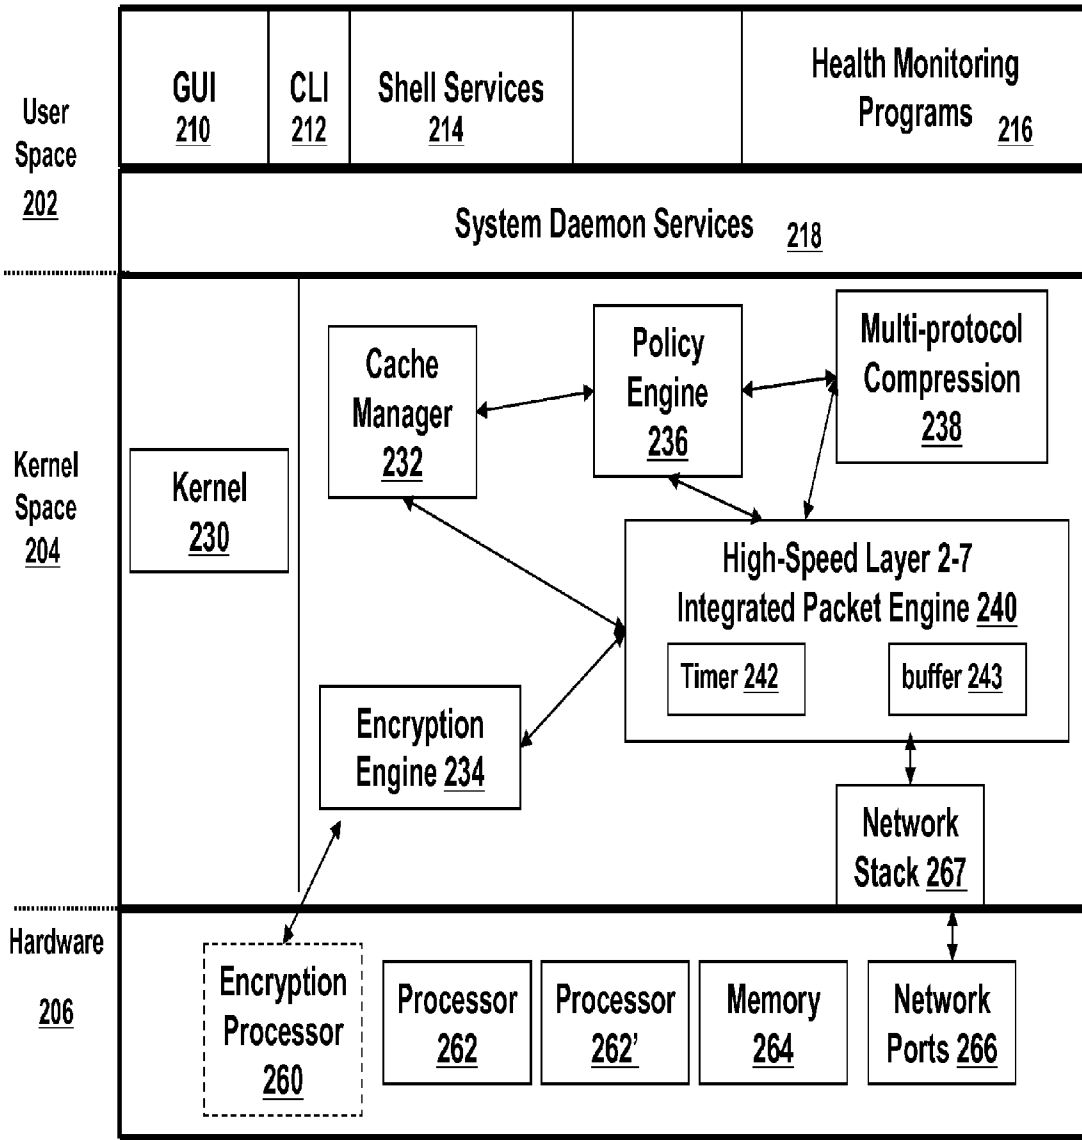 User
Space
202
GUI
210
CLI
212
Shell Services
214
Health Monitoring
Programs 216
System Daemon Services 218
Kernel
Space
204
Kernel
230
Cache
Manager
232
Policy
Engine
236
Multi-protocol
Compression
238
High-Speed Layer 2-7
Integrated Packet Engine 240
Timer 242
buffer 243
Encryption
Engine 234
Network
Stack 267
Hardware
206
Encryption
Processor
260
Processor
262
Processor
262’
Memory
264
Network
Ports 266